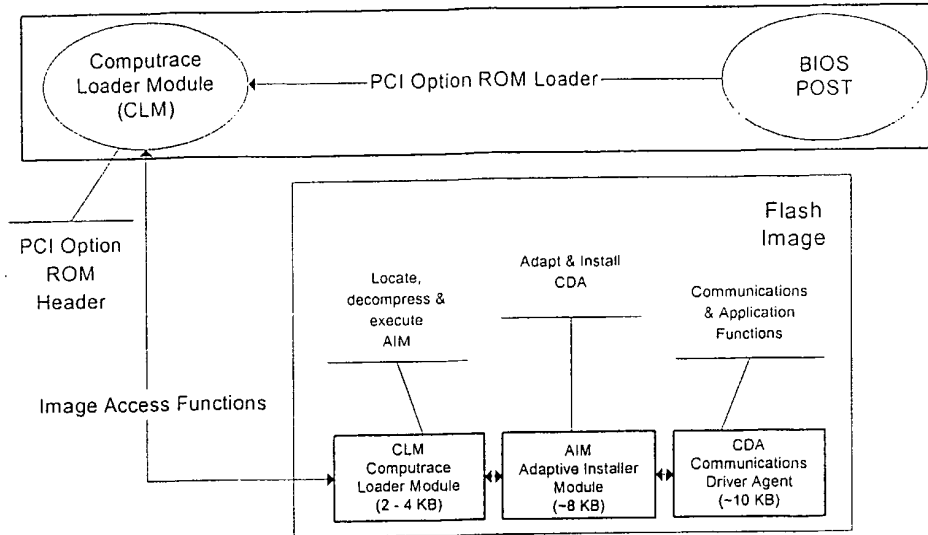 Computrace
Loader Module
(CLM)
PCI Option ROM Loader
BIOS
POST
PCI Option
ROM
Header
Flash
Image
Locate,
decompress &
execute
AIM
Adapt & Install
CDA
Communications
& Application
Functions
Image Access Functions
CLM
Computrace
Loader Module
(2 - 4 KB)
AIM
Adaptive Installer
Module
(~8 KB)
CDA
Communications
Driver Agent
(~10 KB)